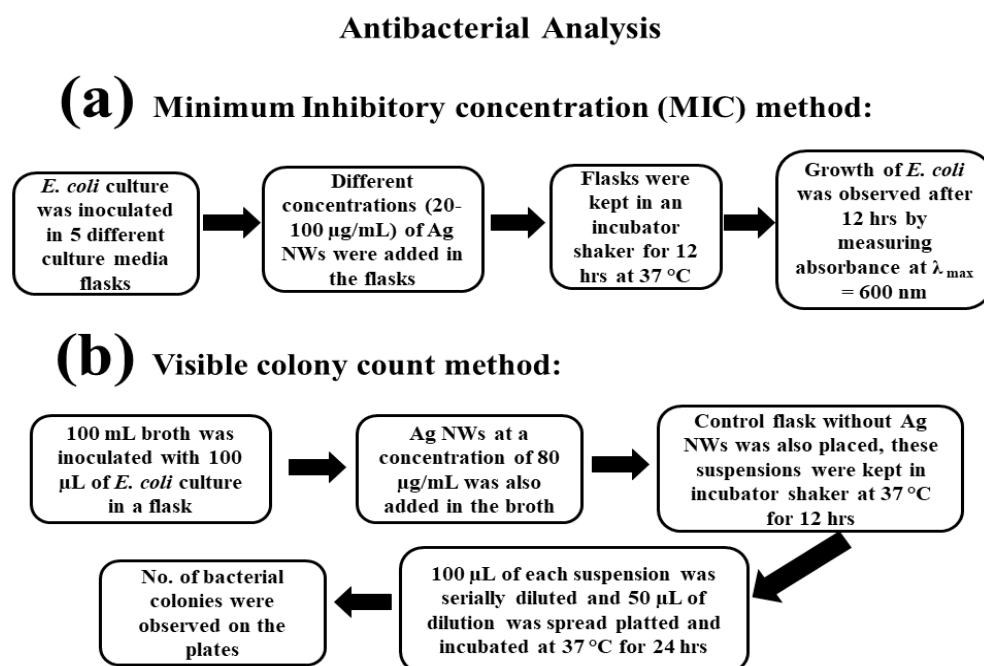 Antibacterial Analysis
(a) Minimum Inhibitory concentration (MIC) method:
E. coli culture
was inoculated
in 5 different
culture media
flasks
Different
concentrations (20-
100 µg/mL) of Ag
NWs were added in
the flasks
Flasks were
kept in an
incubator
shaker for 12
hrs at 37 °C
Growth of E. coli
was observed after
12 hrs by
measuring
absorbance at λ max
= 600 nm
(b) Visible colony count method:
100 mL broth was
inoculated with 100
µL of E. coli culture
in a flask
Ag NWs at a
concentration of 80
µg/mL was also
added in the broth
Control flask without Ag
NWs was also placed, these
suspensions were kept in
incubator shaker at 37 °C
for 12 hrs
100 µL of each suspension was
serially diluted and 50 µL of
dilution was spread platted and
incubated at 37 °C for 24 hrs
No. of bacterial
colonies were
observed on the
plates